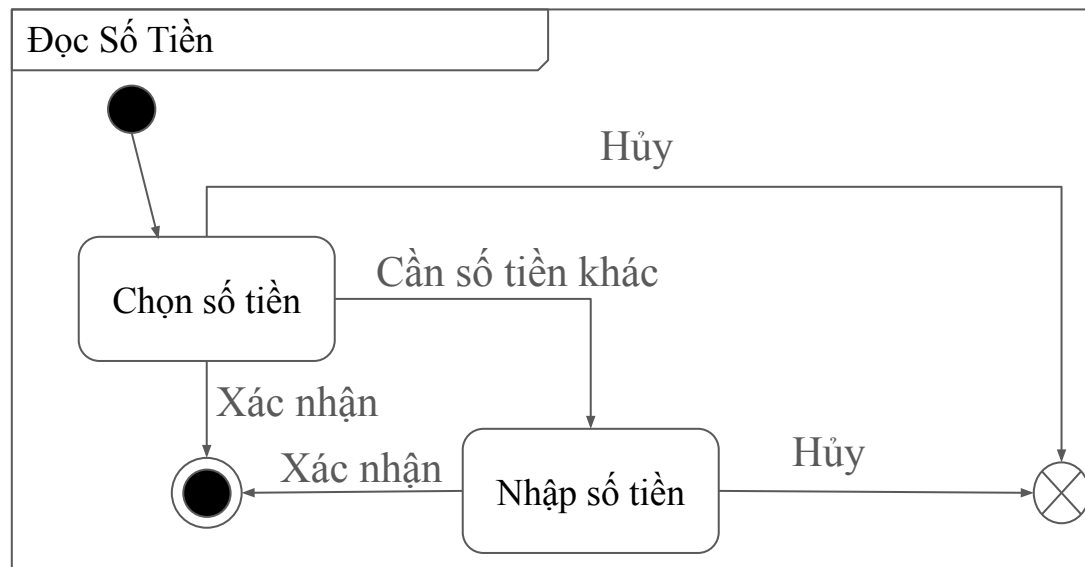 Đọc Số Tiền
Hủy
Cần số tiền khác
Chọn số tiền
Xác nhận
Xác nhận
Hủy
Nhập số tiền